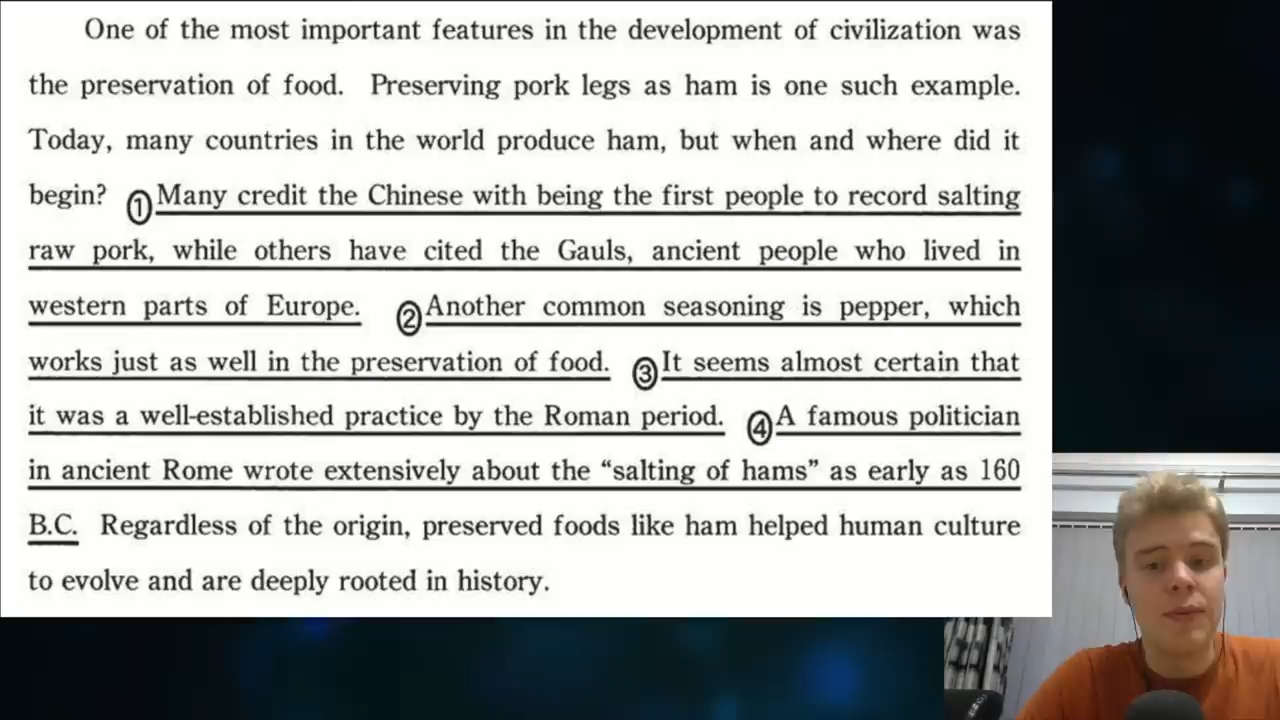 One of the most important features in the development of civilization was
the preservation of food. Preserving pork legs as ham is one such example.
Today, many countries in the world produce ham, but when and where did it
begin? ①Many credit the Chinese with being the first people to record salting
raw pork, while others have cited the Gauls, ancient people who lived in
western parts of Europe. ②Another common seasoning is pepper, which
works just as well in the preservation of food. ③It seems almost certain that
it was a well-established practice by the Roman period. ④A famous politician
in ancient Rome wrote extensively about the “salting of hams” as early as 160
B.C. Regardless of the origin, preserved foods like ham helped human culture
to evolve and are deeply rooted in history.